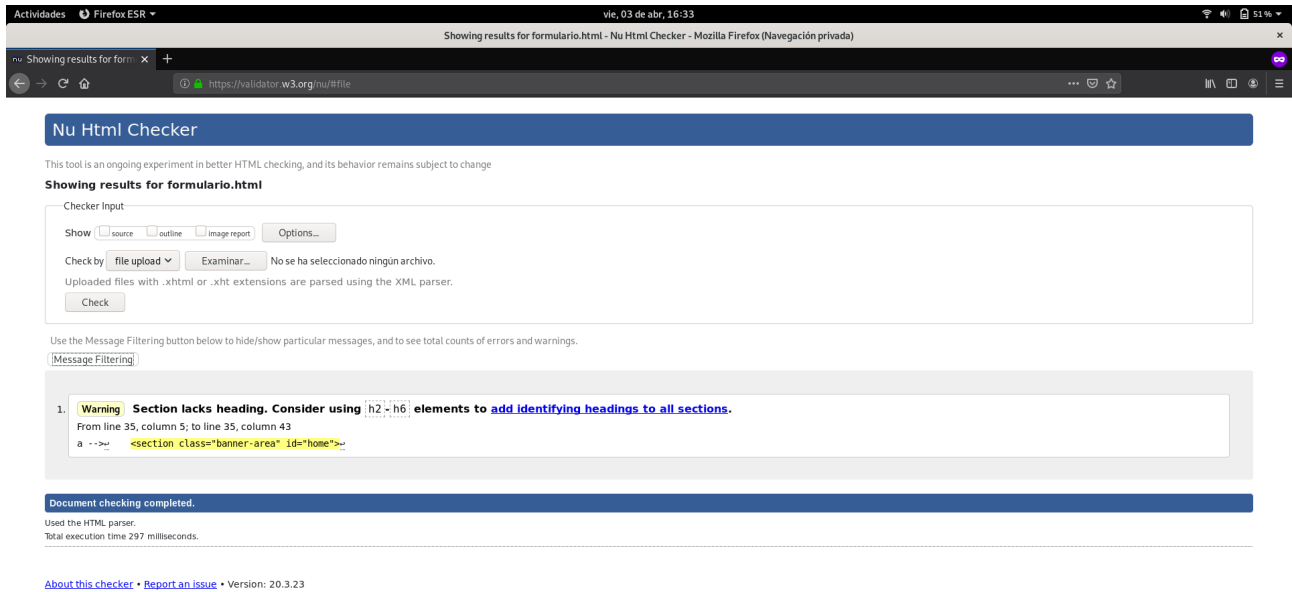 Actividades Firefox ESR vie, 03 de abr, 16:33 51 %
Showing results for formulario.html - Nu Html Checker - Mozilla Firefox (Navegación privada)
nu Showing results for form
https://validator.w3.org/nu/#file
Nu Html Checker
This tool is an ongoing experiment in better HTML checking, and its behavior remains subject to change
Showing results for formulario.html
Checker Input
Show source outline image report Options...
Check by file upload Examinar... No se ha seleccionado ningún archivo.
Uploaded files with .xhtml or .xht extensions are parsed using the XML parser.
Check
Use the Message Filtering button below to hide/show particular messages, and to see total counts of errors and warnings.
Message Filtering
1. Warning Section lacks heading. Consider using h2-h6 elements to add identifying headings to all sections.
From line 35, column 5; to line 35, column 43
a -->↩ <section class="banner-area" id="home">↩
Document checking completed.
Used the HTML parser.
Total execution time 297 milliseconds.
About this checker • Report an issue • Version: 20.3.23